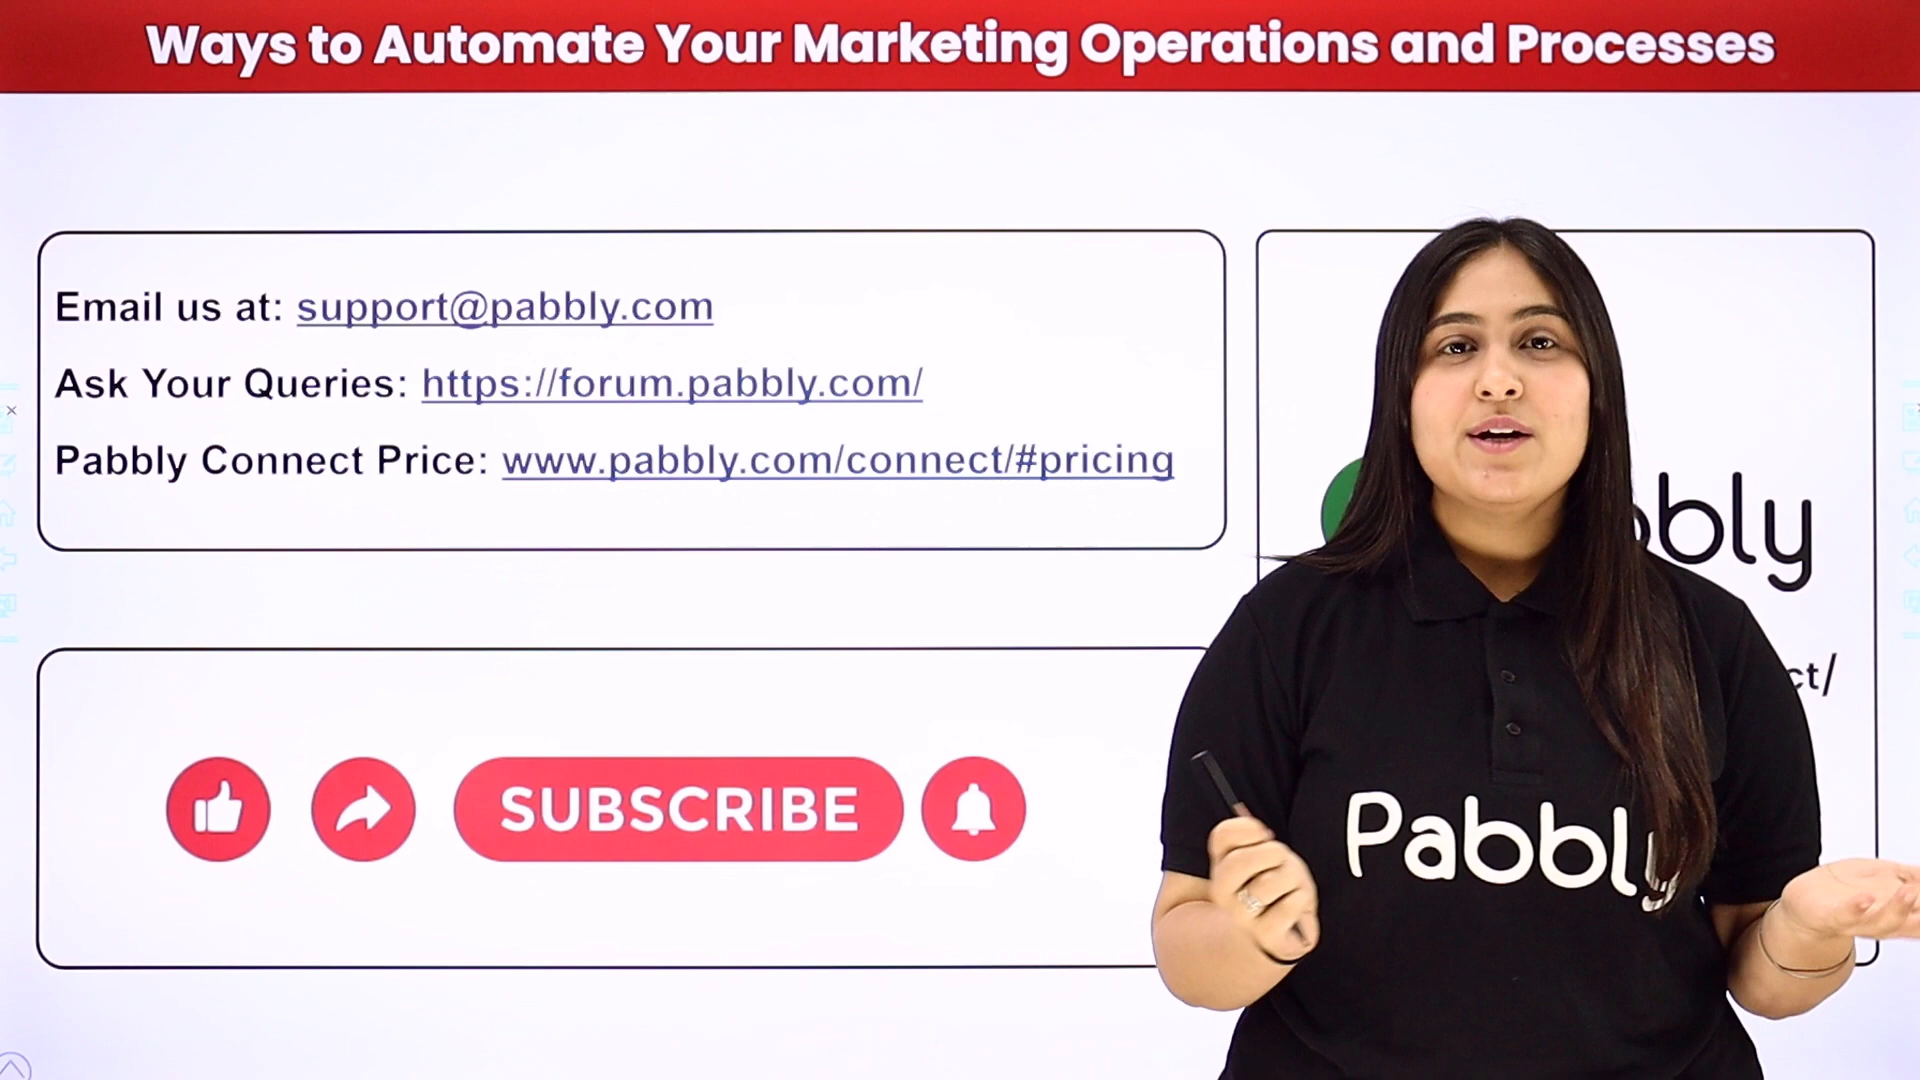 Ways to Automate Your Marketing Operations and Processes
Email us at: support@pabbly.com
Ask Your Queries: https://forum.pabbly.com/
Pabbly Connect Price: www.pabbly.com/connect/#pricing
SUBSCRIBE
Pabbly